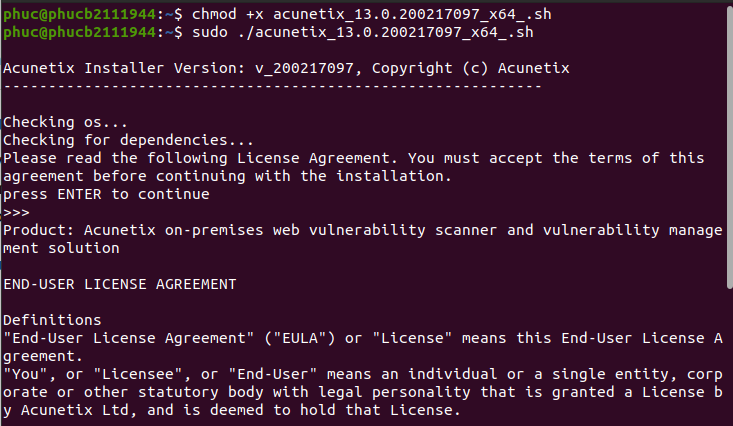 phuc@phucb2111944:~$ chmod +x acunetix_13.0.200217097_x64_.sh
phuc@phucb2111944:~$ sudo ./acunetix_13.0.200217097_x64_.sh
Acunetix Installer Version: v_200217097, Copyright (c) Acunetix
------------------------------------------------------------
Checking os...
Checking for dependencies...
Please read the following License Agreement. You must accept the terms of this
agreement before continuing with the installation.
press ENTER to continue
>>>
Product: Acunetix on-premises web vulnerability scanner and vulnerability manage
ment solution
END-USER LICENSE AGREEMENT
Definitions
"End-User License Agreement" ("EULA") or "License" means this End-User License A
greement.
"You", or "Licensee", or "End-User" means an individual or a single entity, corp
orate or other statutory body with legal personality that is granted a License b
y Acunetix Ltd, and is deemed to hold that License.